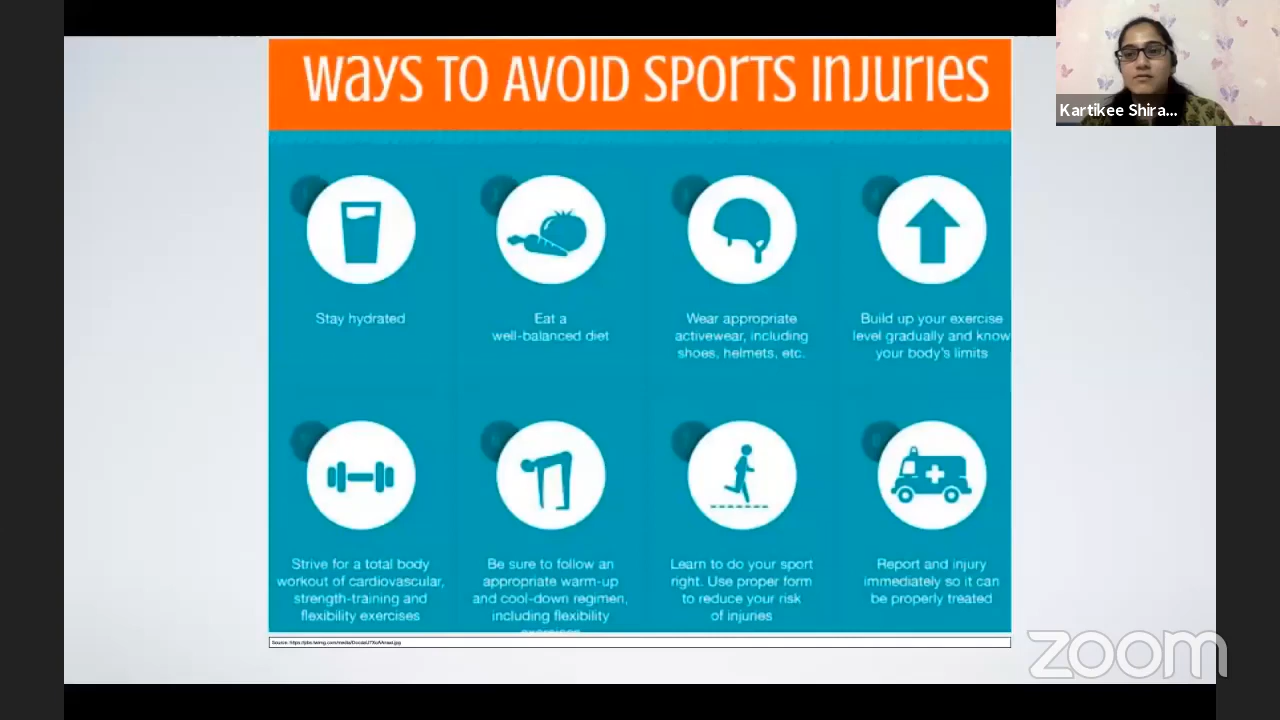 Ways TO AVOID SPORTS INJURIES
Kartikee Shira...
Stay hydrated
Eat a
well-balanced diet
Wear appropriate
activewear, including
shoes, helmets, etc.
Build up your exercise
level gradually and know
your body's limits
Strive for a total body
workout of cardiovascular,
strength-training and
flexibility exercises
Be sure to follow an
appropriate warm-up
and cool-down regimen,
including flexibility
exercises
Learn to do your sport
right. Use proper form
to reduce your risk
of injuries
Report and injury
immediately so it can
be properly treated
Source:
zoom